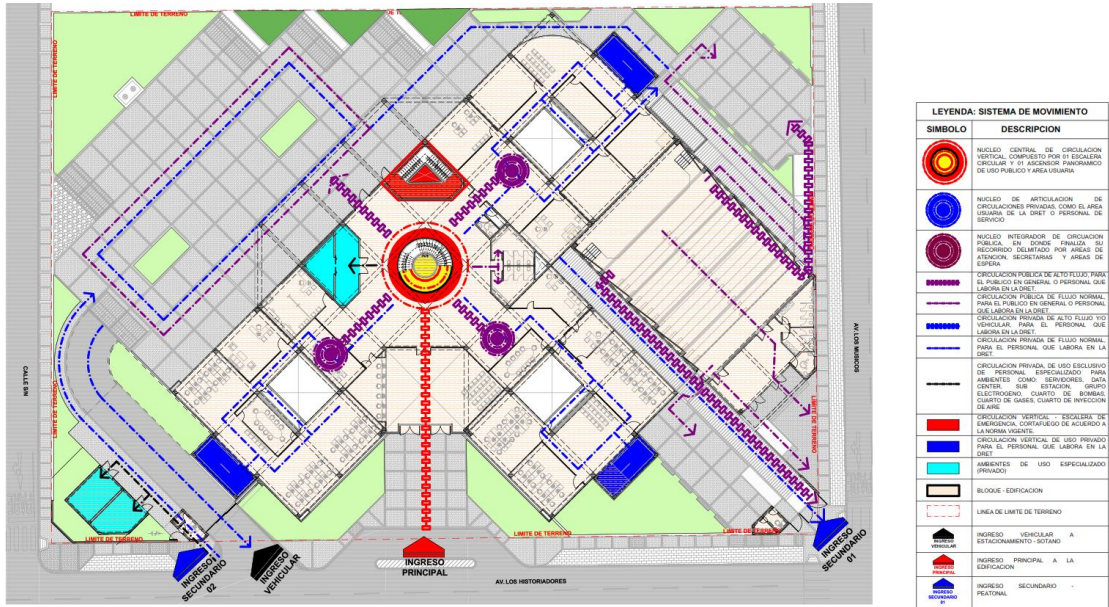 LIMITE DE TERRENO
LIMITE DE TERRENO
LIMITE DE TERRENO
CALLE S/N
AV. LOS MUSICOS
LIMITE DE TERRENO
LIMITE DE TERRENO
LIMITE DE TERRENO
LIMITE DE TERRENO
INGRESO
SECUNDARIO
02
INGRESO
VEHICULAR
INGRESO
PRINCIPAL
INGRESO
SECUNDARIO
01
AV. LOS HISTORIADORES
LEYENDA: SISTEMA DE MOVIMIENTO
SIMBOLO DESCRIPCION
NUCLEO CENTRAL DE CIRCULACION
VERTICAL, COMPUESTO POR 01 ESCALERA
CIRCULAR Y 01 ASCENSOR PANORAMICO
DE USO PUBLICO Y AREA USUARIA
NUCLEO DE ARTICULACION DE
CIRCULACIONES PRIVADAS, COMO EL AREA
USUARIA DE LA DRET O PERSONAL DE
SERVICIO
NUCLEO INTEGRADOR DE CIRCUACION
PÚBLICA, EN DONDE FINALIZA SU
RECORRIDO DELMITADO POR AREAS DE
ATENCION, SECRETARIAS Y AREAS DE
ESPERA
CIRCULACION PUBLICA DE ALTO FLUJO, PARA
EL PUBLICO EN GENERAL O PERSONAL QUE
LABORA EN LA DRET.
CIRCULACION PÚBLICA DE FLUJO NORMAL,
PARA EL PUBLICO EN GENERAL O PERSONAL
QUE LABORA EN LA DRET.
CIRCULACION PRIVADA DE ALTO FLUJO Y/O
VEHICULAR, PARA EL PERSONAL QUE
LABORA EN LA DRET.
CIRCULACION PRIVADA DE FLUJO NORMAL,
PARA EL PERSONAL QUE LABORA EN LA
DRET.
CIRCULACION PRIVADA, DE USO ESCLUSIVO
DE PERSONAL ESPECIALIZADO PARA
AMBIENTES COMO: SERVIDORES, DATA
CENTER, SUB ESTACION, GRUPO
ELECTROGENO, CUARTO DE BOMBAS,
CUARTO DE GASES, CUARTO DE INYECCION
DE AIRE
CIRCULACION VERTICAL - ESCALERA DE
EMERGENCIA, CORTAFUEGO DE ACUERDO A
LA NORMA VIGENTE.
CIRCULACION VERTICAL DE USO PRIVADO
PARA EL PERSONAL QUE LABORA EN LA
DRET
AMBIENTES DE USO ESPECIALIZADO
(PRIVADO)
BLOQUE - EDIFICACION
LINEA DE LIMITE DE TERRENO
INGRESO
VEHICULAR
INGRESO VEHICULAR A
ESTACIONAMIENTO - SOTANO
INGRESO
PRINCIPAL
INGRESO PRINCIPAL A LA
EDIFICACION
INGRESO
SECUNDARIO
01
INGRESO SECUNDARIO -
PEATONAL